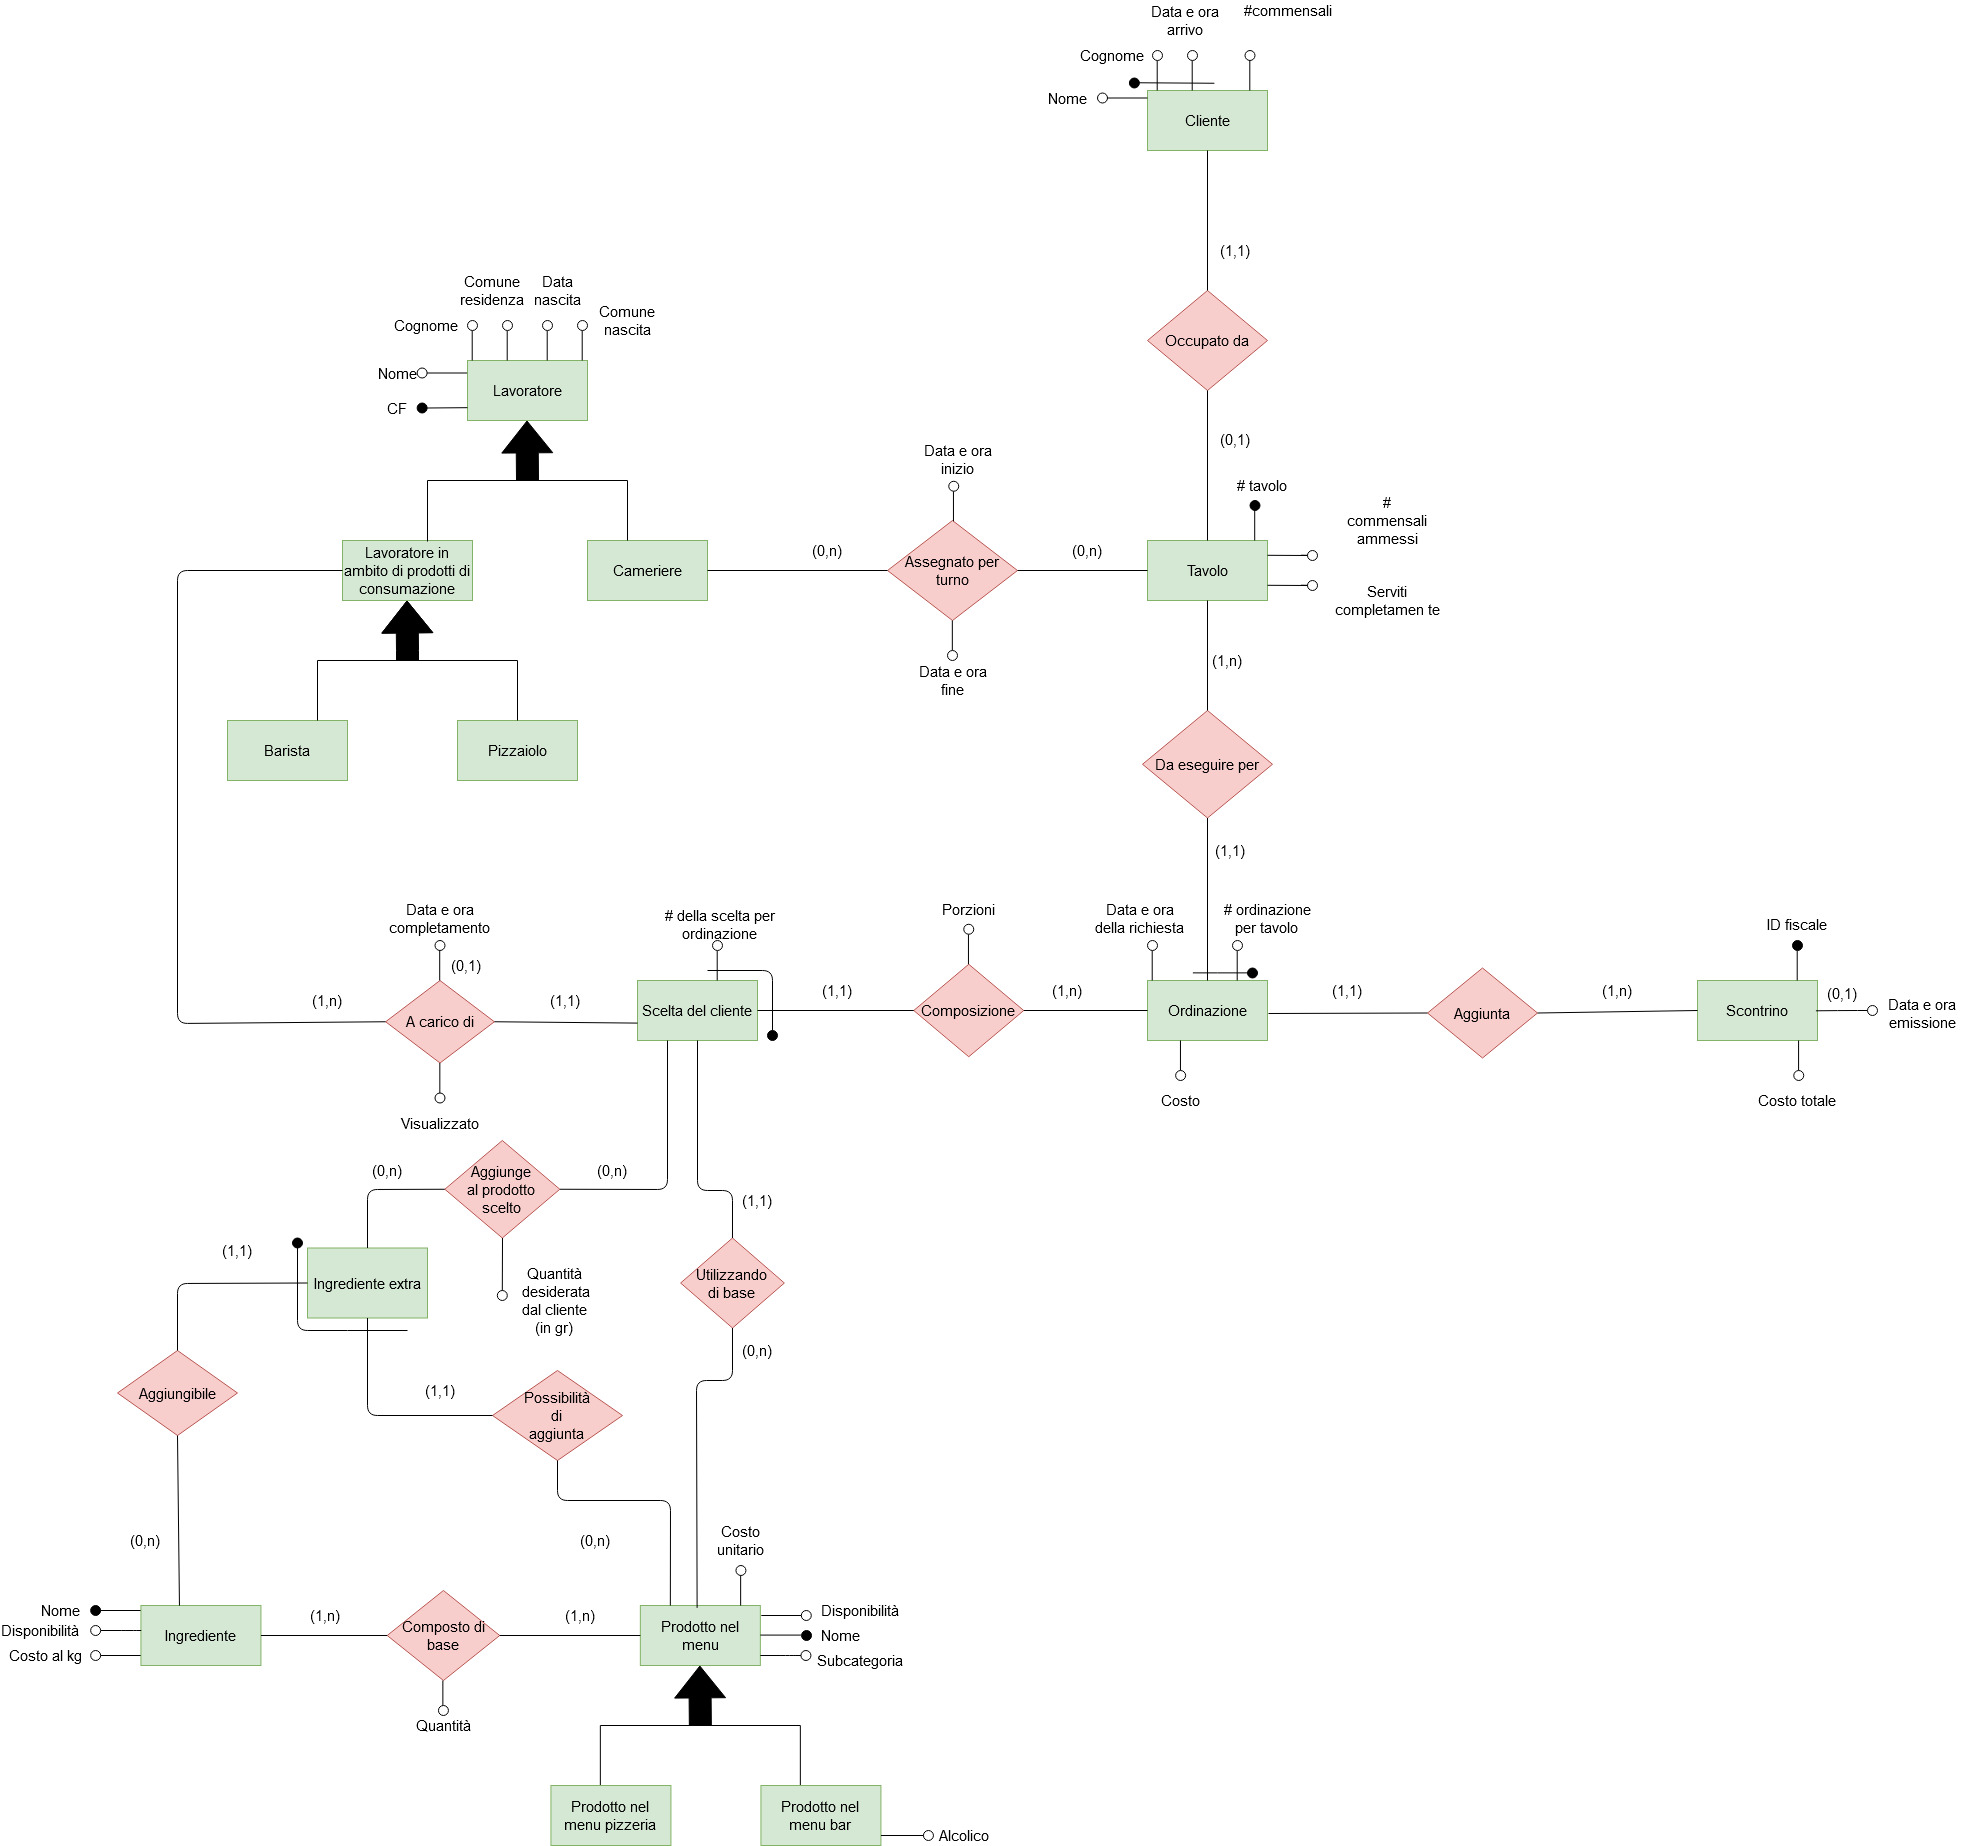 Data e ora
arrivo
#commensali
Cognome
Nome
Cliente
(1,1)
Occupato da
(0,1)
Comune
residenza
Data
nascita
Comune
nascita
Cognome
Nome
CF
Lavoratore
Data e ora
inizio
# tavolo
#
commensali
ammessi
Lavoratore in
ambito di prodotti di
consumazione
Cameriere
(0,n)
Assegnato per
turno
(0,n)
Tavolo
Serviti
completamen te
Data e ora
fine
(1,n)
Barista
Pizzaiolo
Da eseguire per
(1,1)
Data e ora
completamento
(0,1)
# della scelta per
ordinazione
Porzioni
Data e ora
della richiesta
# ordinazione
per tavolo
ID fiscale
(1,n)
A carico di
(1,1)
Scelta del cliente
(1,1)
Composizione
(1,n)
Ordinazione
(1,1)
Aggiunta
(1,n)
Scontrino
(0,1)
Data e ora
emissione
Visualizzato
Costo
Costo totale
(0,n)
Aggiunge
al prodotto
scelto
(0,n)
(1,1)
(1,1)
Ingrediente extra
Quantità
desiderata
dal cliente
(in gr)
Utilizzando
di base
(0,n)
Aggiungibile
(1,1)
Possibilità
di
aggiunta
(0,n)
(0,n)
Costo
unitario
Nome
Disponibilità
Costo al kg
Ingrediente
(1,n)
Composto di
base
(1,n)
Prodotto nel
menu
Disponibilità
Nome
Subcategoria
Quantità
Prodotto nel
menu pizzeria
Prodotto nel
menu bar
Alcolico